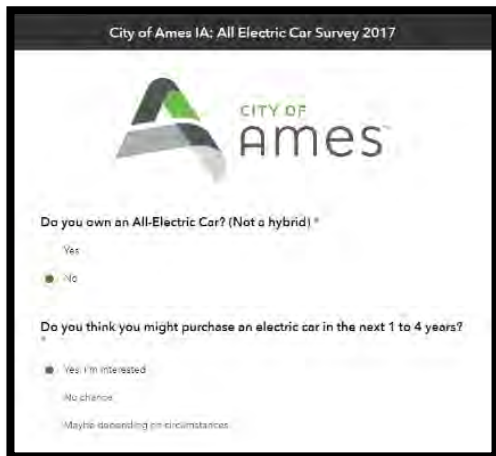 City of Ames IA: All Electric Car Survey 2017
CITY OF
Ames
Do you own an All-Electric Car? (Not a hybrid) *
Yes
No
Do you think you might purchase an electric car in the next 1 to 4 years?
*
Yes, I'm interested
No chance
Maybe depending on circumstances